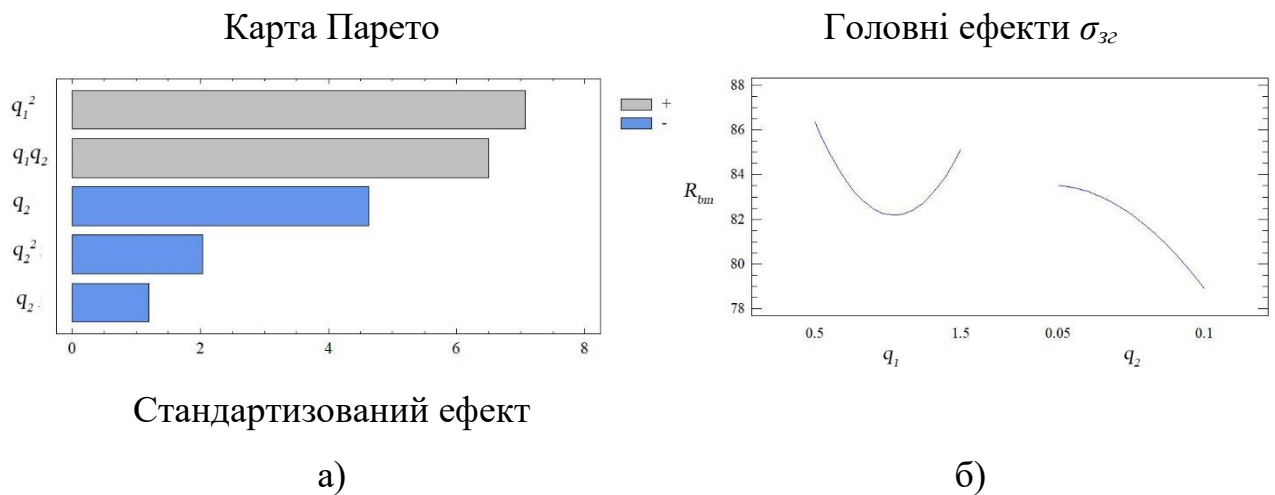 Карта Парето
q₁²
q₁q₂
q₂
q₂²
q₂
+
-
0 2 4 6 8
Стандартизований ефект
а)
Головні ефекти σзг
88
86
84
R_bm
82
80
78
0.5 1.5 0.05 0.1
q₁ q₂
б)